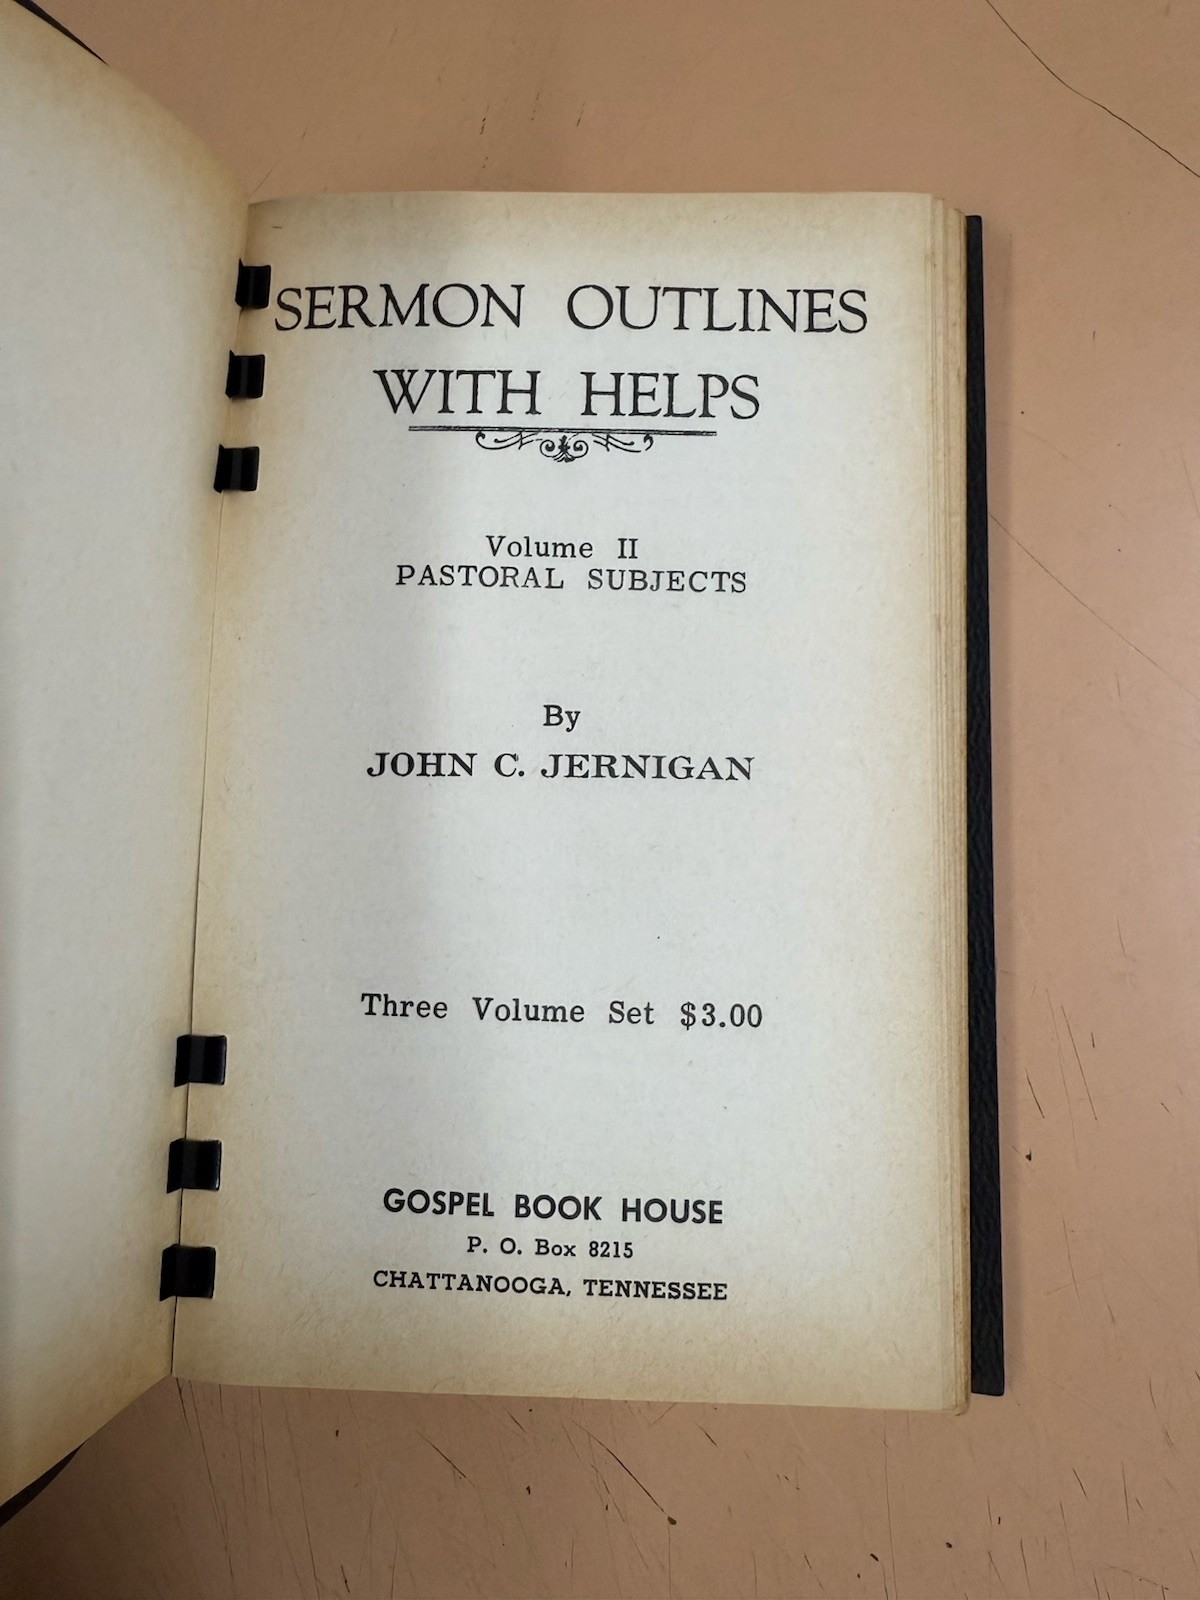 SERMON OUTLINES
WITH HELPS
Volume II
PASTORAL SUBJECTS
By
JOHN C. JERNIGAN
Three Volume Set $3.00
GOSPEL BOOK HOUSE
P. O. Box 8215
CHATTANOOGA, TENNESSEE